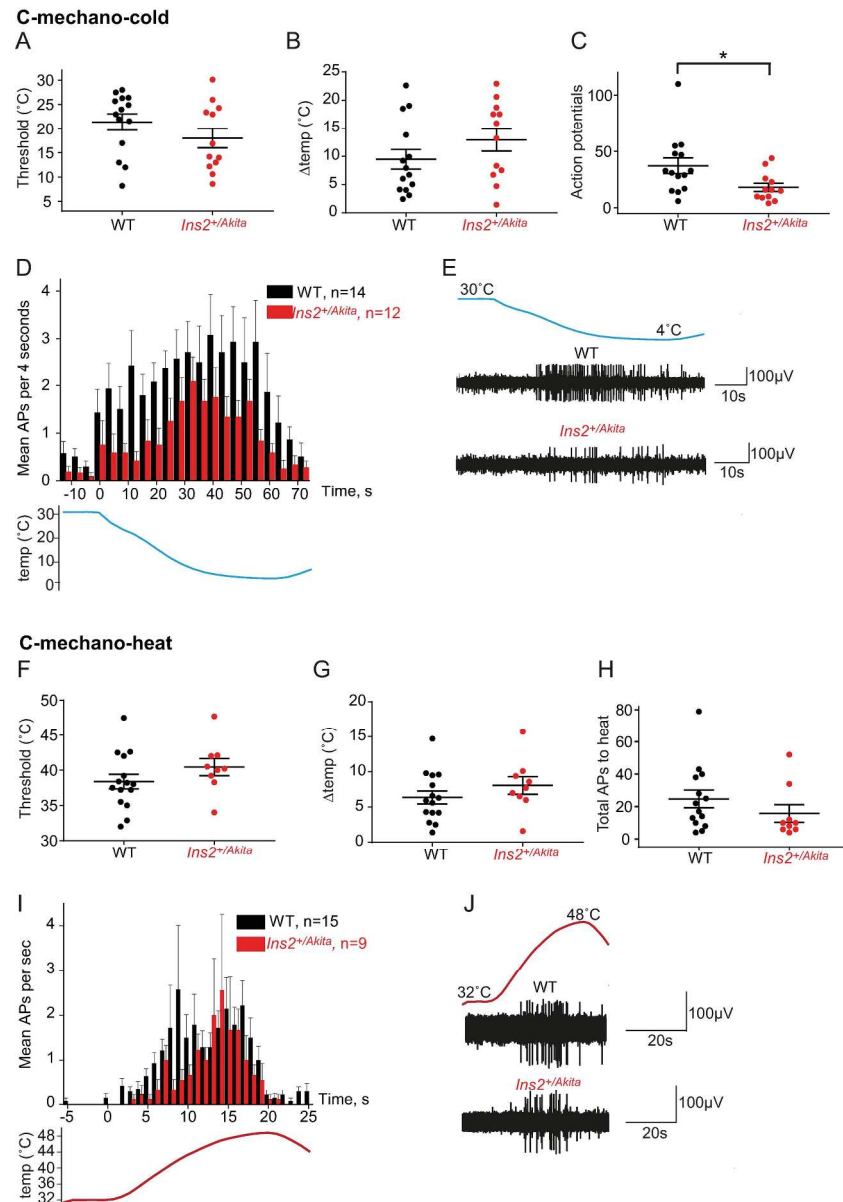 C-mechano-cold
A
B
C
Threshold (˚C)
30
25
20
15
10
5
WT
Ins2+/Akita
Δtemp (˚C)
25
20
15
10
5
0
WT
Ins2+/Akita
*
Action potentials
100
50
0
WT
Ins2+/Akita
D
E
WT, n=14
Ins2+/Akita, n=12
Mean APs per 4 seconds
4
3
2
1
0
-10 0 10 20 30 40 50 60 70 Time, s
temp (˚C)
30
10
0
30˚C
4˚C
WT
100µV
10s
Ins2+/Akita
100µV
10s
C-mechano-heat
F
G
H
Threshold (˚C)
50
45
40
35
30
WT
Ins2+/Akita
Δtemp (˚C)
20
15
10
5
0
WT
Ins2+/Akita
Total APs to heat
100
80
60
40
20
0
WT
Ins2+/Akita
I
J
WT, n=15
Ins2+/Akita, n=9
Mean APs per sec
4
3
2
1
0
-5 0 5 10 15 20 25
Time, s
temp (˚C)
48
44
40
36
32
48˚C
32˚C
WT
100µV
20s
Ins2+/Akita
100µV
20s